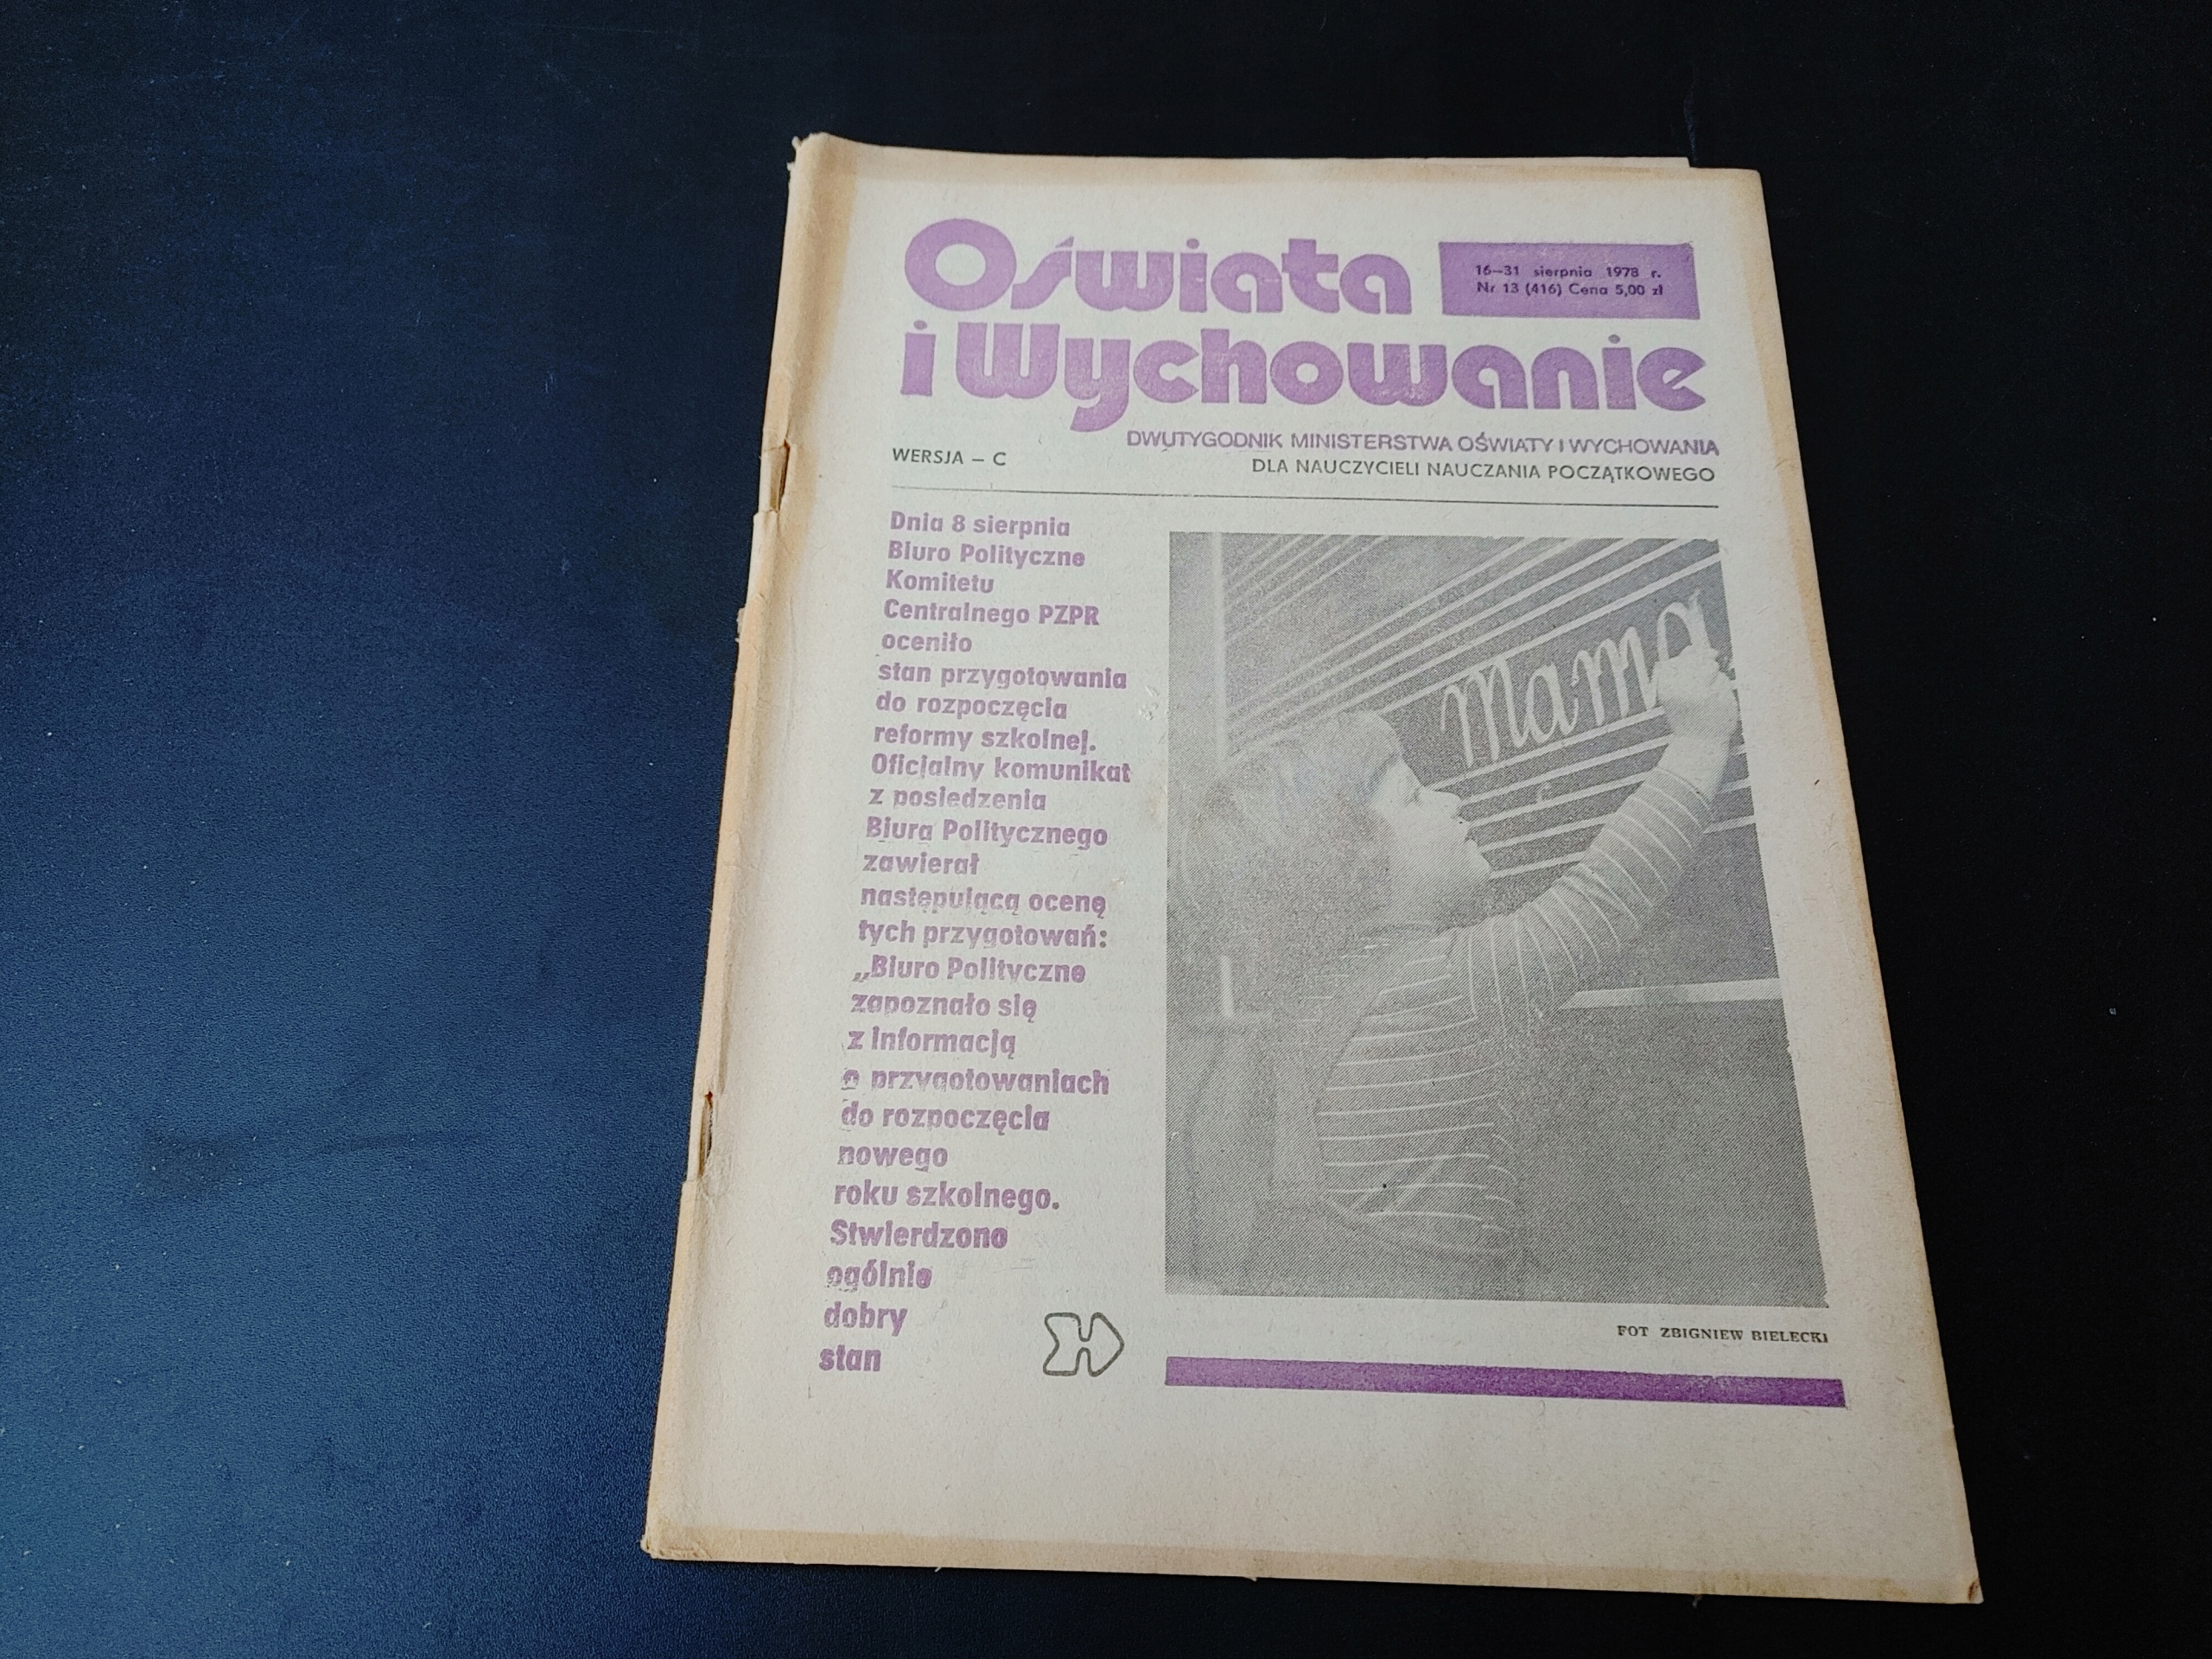 Oświata
i Wychowanie
16—31 sierpnia 1978 r.
Nr 13 (416) Cena 5,00 zł
DWUTYGODNIK MINISTERSTWA OŚWIATY I WYCHOWANIA
WERSJA – C
DLA NAUCZYCIELI NAUCZANIA POCZĄTKOWEGO
Dnia 8 sierpnia
Biuro Polityczne
Komitetu
Centralnego PZPR
oceniło
stan przygotowania
do rozpoczęcia
reformy szkolnej.
Oficjalny komunikat
z posiedzenia
Biura Politycznego
zawierał
następującą ocenę
tych przygotowań:
„Biuro Polityczne
zapoznało się
z informacją
o przygotowaniach
do rozpoczęcia
nowego
roku szkolnego.
Stwierdzono
ogólnie
dobry
stan
Mama
FOT ZBIGNIEW BIELECKI